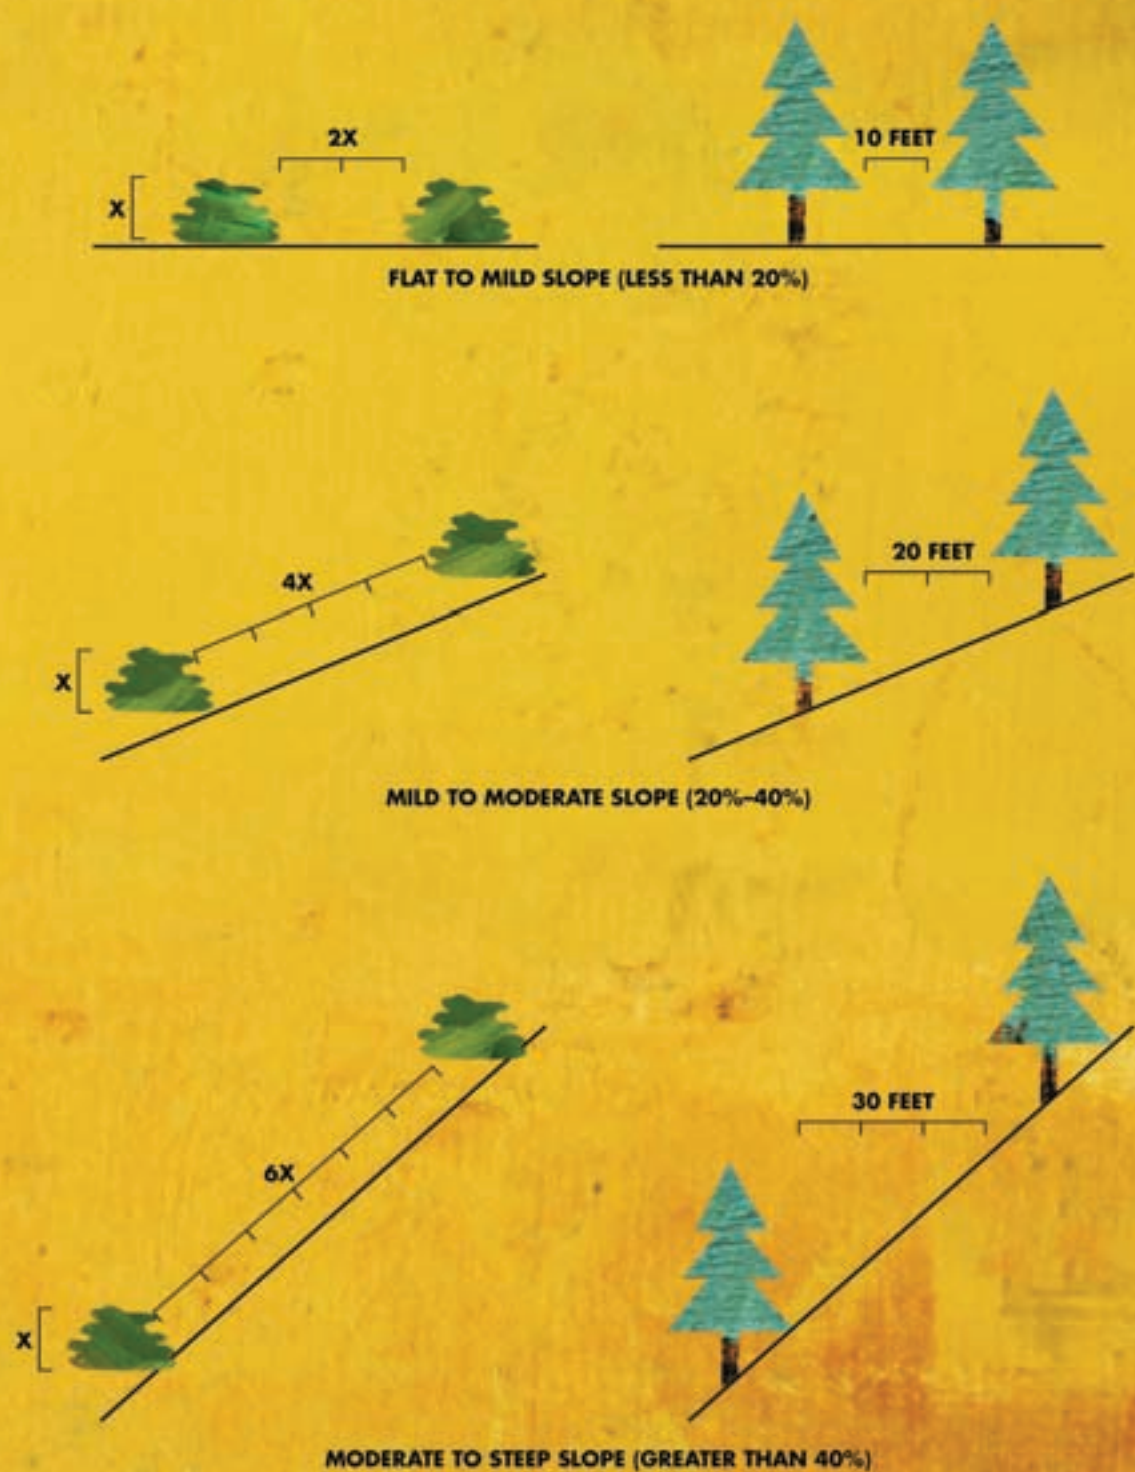 2X
10 FEET
X
FLAT TO MILD SLOPE (LESS THAN 20%)
20 FEET
4X
X
MILD TO MODERATE SLOPE (20%–40%)
30 FEET
6X
X
MODERATE TO STEEP SLOPE (GREATER THAN 40%)